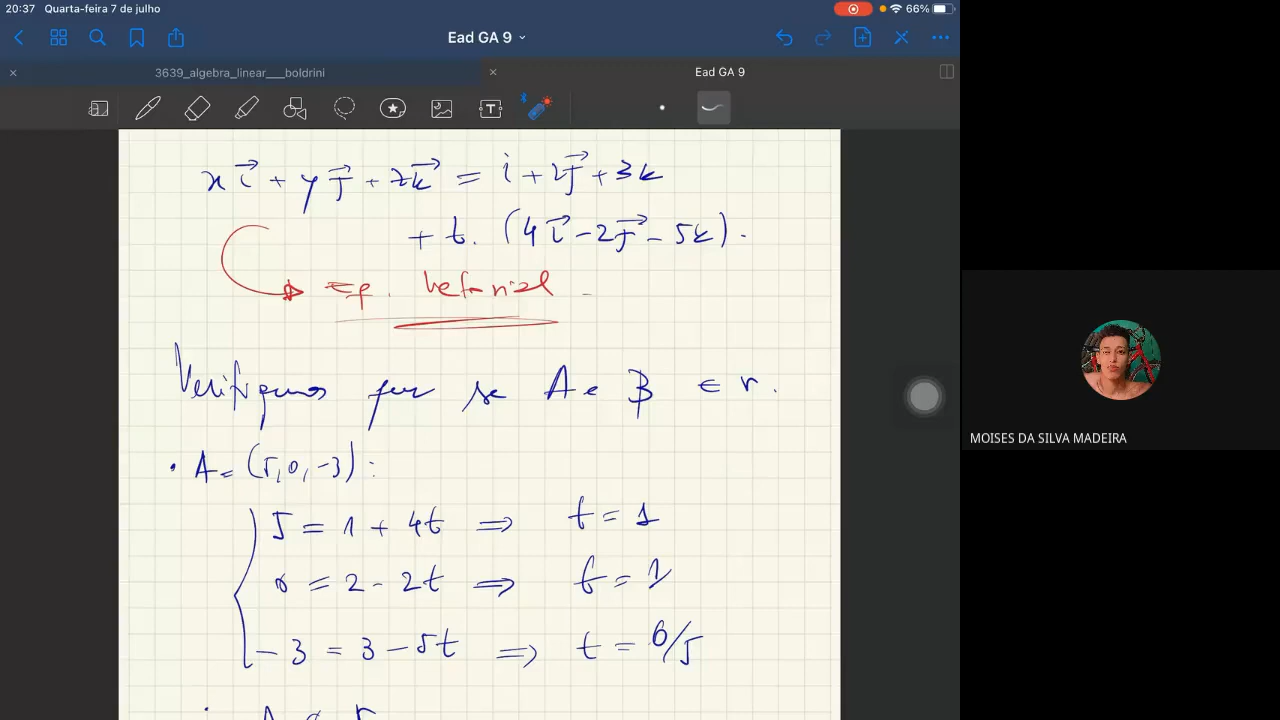 20:37 Quarta-feira 7 de julho 66%
Ead GA 9
3639_algebra_linear___boldrini Ead GA 9
x i⃗ + y j⃗ + z k⃗ = i + 2j⃗ + 3k
+ t. (4 i⃗ - 2 j⃗ - 5k).
Eq. Vetorial
Verifiquemos por se A e B ∈ r.
• A = (5, 0, -3):
5 = 1 + 4t ⇒ t = 1
0 = 2 - 2t ⇒ t = 1
-3 = 3 - 5t ⇒ t = 6/5
MOISES DA SILVA MADEIRA